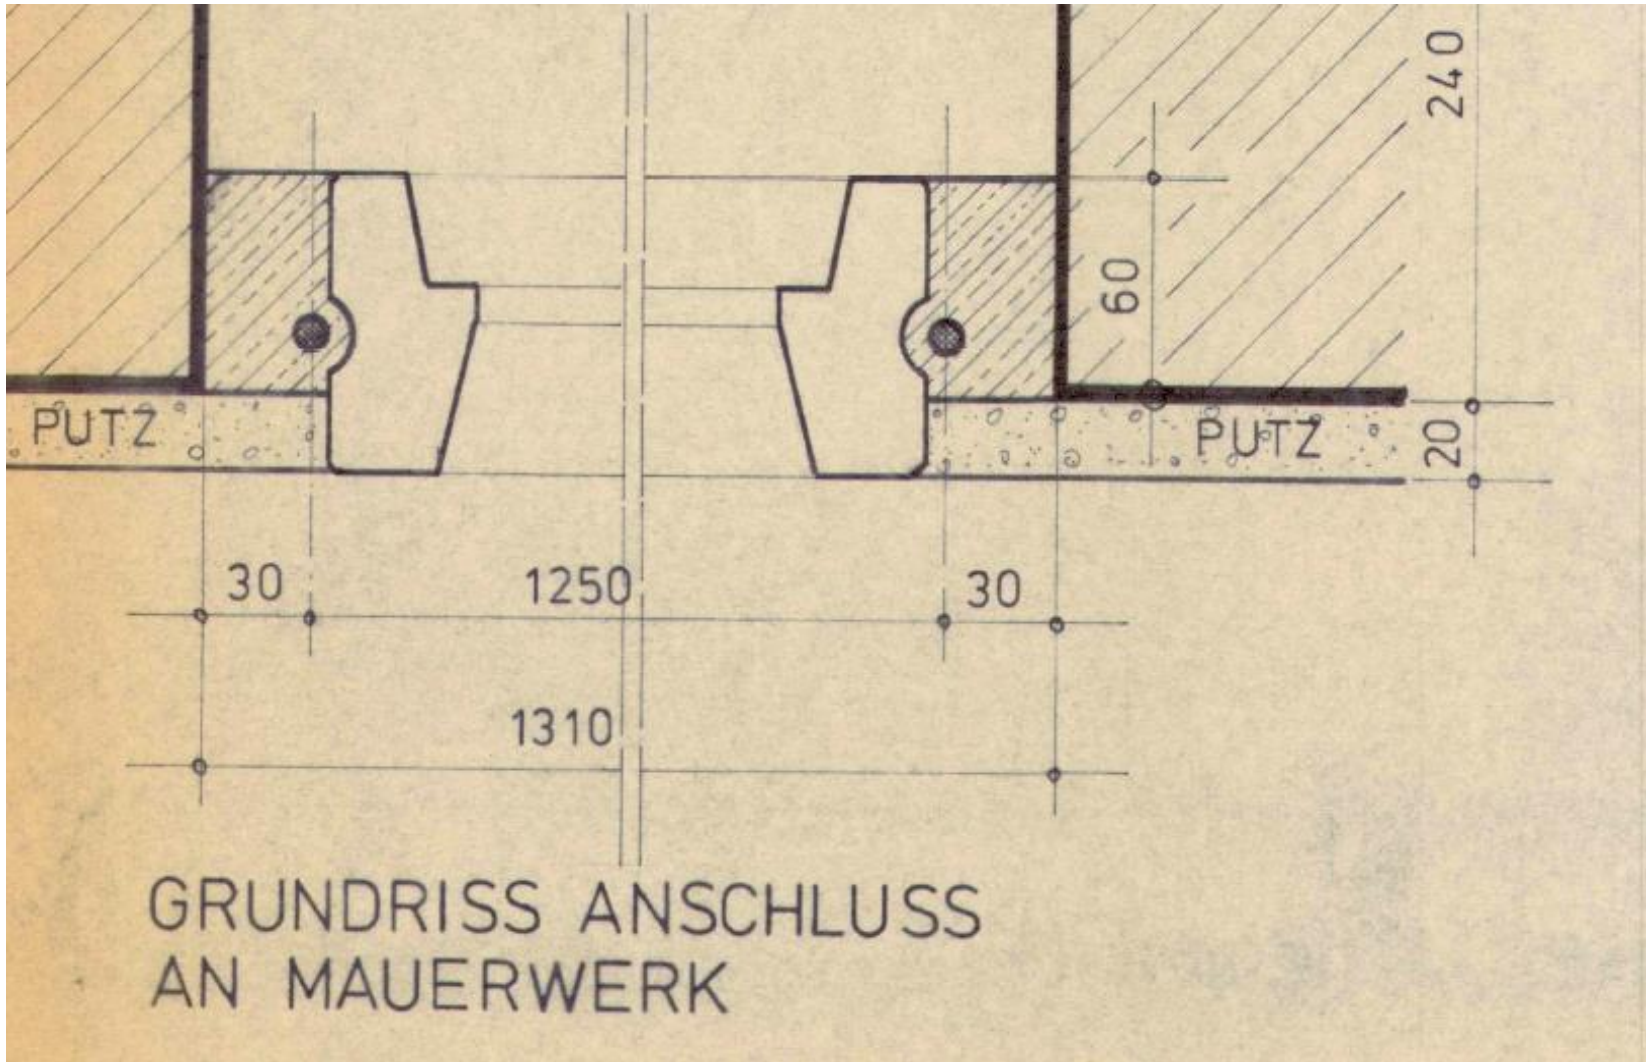 240
60
PUTZ
PUTZ
20
30
1250
30
1310
GRUNDRISS ANSCHLUSS
AN MAUERWERK